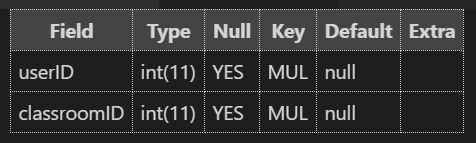 Field Type Null Key Default Extra
userID int(11) YES MUL null
classroomID int(11) YES MUL null